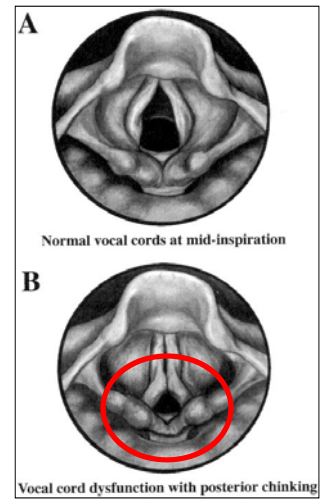 A
Normal vocal cords at mid-inspiration
B
Vocal cord dysfunction with posterior chinking